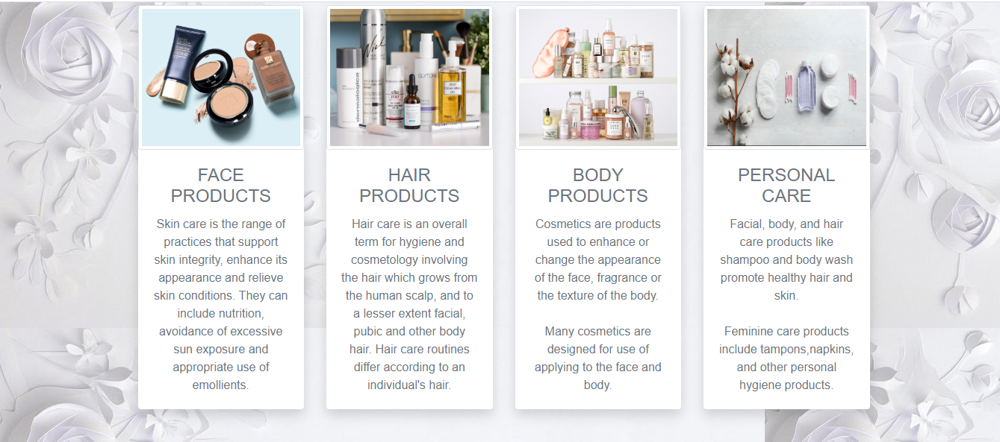 FACE
PRODUCTS
Skin care is the range of
practices that support
skin integrity, enhance its
appearance and relieve
skin conditions. They can
include nutrition,
avoidance of excessive
sun exposure and
appropriate use of
emollients.
HAIR
PRODUCTS
Hair care is an overall
term for hygiene and
cosmetology involving
the hair which grows from
the human scalp, and to
a lesser extent facial,
pubic and other body
hair. Hair care routines
differ according to an
individual's hair.
BODY
PRODUCTS
Cosmetics are products
used to enhance or
change the appearance
of the face, fragrance or
the texture of the body.
Many cosmetics are
designed for use of
applying to the face and
body.
PERSONAL
CARE
Facial, body, and hair
care products like
shampoo and body wash
promote healthy hair and
skin.
Feminine care products
include tampons,napkins,
and other personal
hygiene products.
dermalogica
GLYTONE
elta
MD
DEEP
CLEANSING
OIL